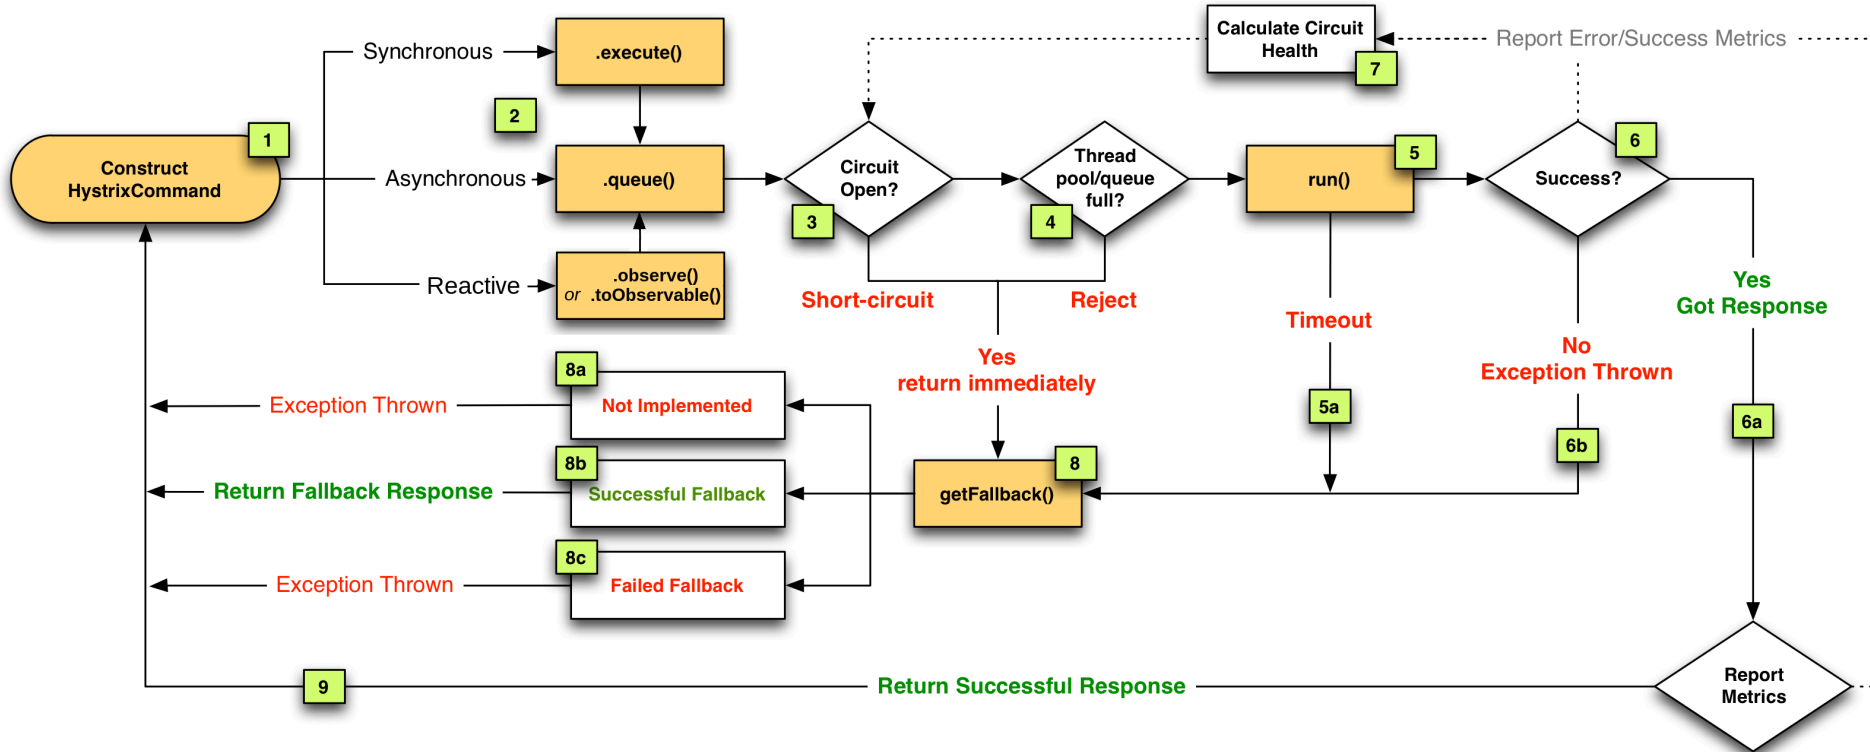 Synchronous
.execute()
Calculate Circuit
Health
7
Report Error/Success Metrics
2
1
Construct
HystrixCommand
Asynchronous
.queue()
Circuit
Open?
3
Thread
pool/queue
full?
4
run()
5
Success?
6
Reactive
.observe()
or .toObservable()
Short-circuit
Reject
Timeout
Yes
Got Response
Yes
return immediately
No
Exception Thrown
8a
Exception Thrown
Not Implemented
5a
6a
6b
8b
Return Fallback Response
Successful Fallback
getFallback()
8
8c
Exception Thrown
Failed Fallback
9
Return Successful Response
Report
Metrics